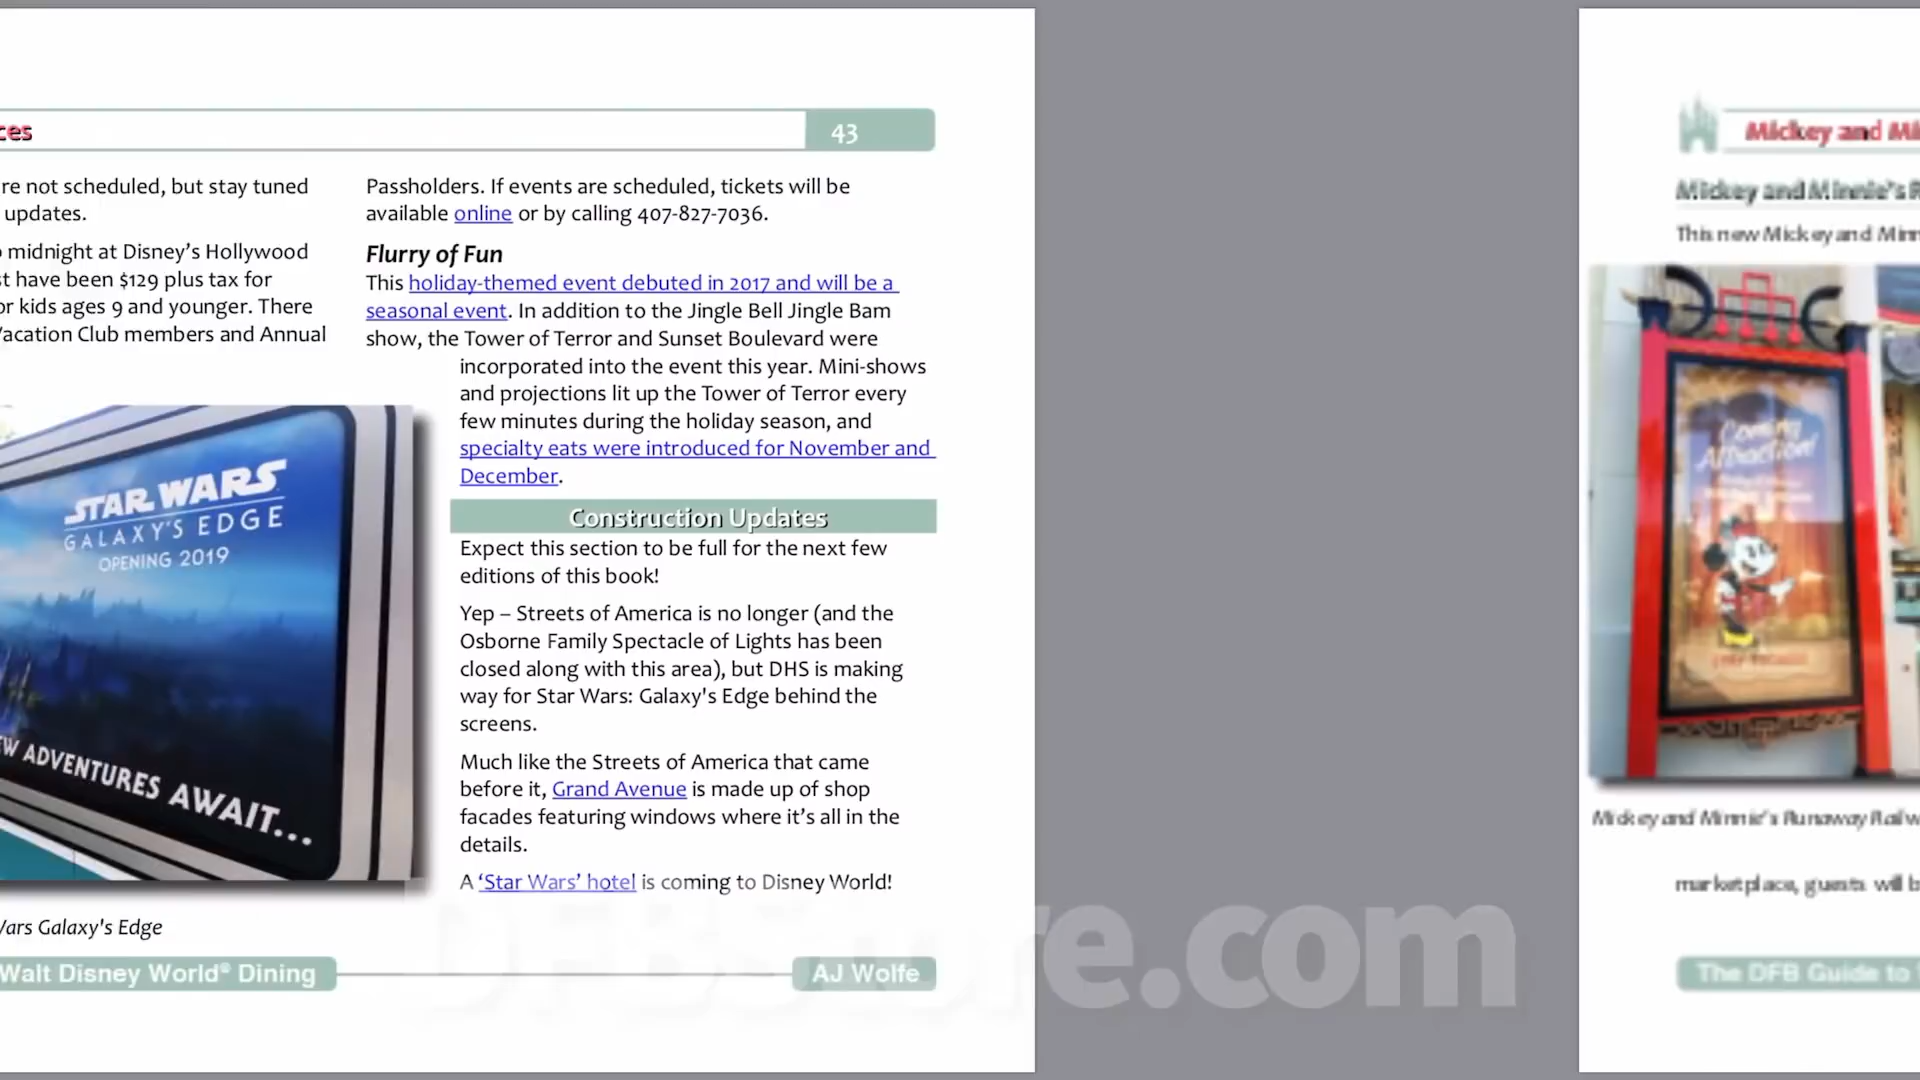 ces
43
re not scheduled, but stay tuned
updates.
midnight at Disney’s Hollywood
st have been $129 plus tax for
or kids ages 9 and younger. There
Vacation Club members and Annual
STAR WARS
GALAXY'S EDGE
OPENING 2019
EW ADVENTURES AWAIT...
Wars Galaxy's Edge
Passholders. If events are scheduled, tickets will be
available online or by calling 407-827-7036.
Flurry of Fun
This holiday-themed event debuted in 2017 and will be a
seasonal event. In addition to the Jingle Bell Jingle Bam
show, the Tower of Terror and Sunset Boulevard were
incorporated into the event this year. Mini-shows
and projections lit up the Tower of Terror every
few minutes during the holiday season, and
specialty eats were introduced for November and
December.
Construction Updates
Expect this section to be full for the next few
editions of this book!
Yep – Streets of America is no longer (and the
Osborne Family Spectacle of Lights has been
closed along with this area), but DHS is making
way for Star Wars: Galaxy's Edge behind the
screens.
Much like the Streets of America that came
before it, Grand Avenue is made up of shop
facades featuring windows where it’s all in the
details.
A ‘Star Wars’ hotel is coming to Disney World!
Walt Disney World® Dining
AJ Wolfe
DFBStore.com
Mickey and Mi
Mickey and Minnie's R
This new Mickey and Minn
Coming
Attraction!
Mickey and Minnie's Runaway Railw
marketplace, guests will b
The DFB Guide to